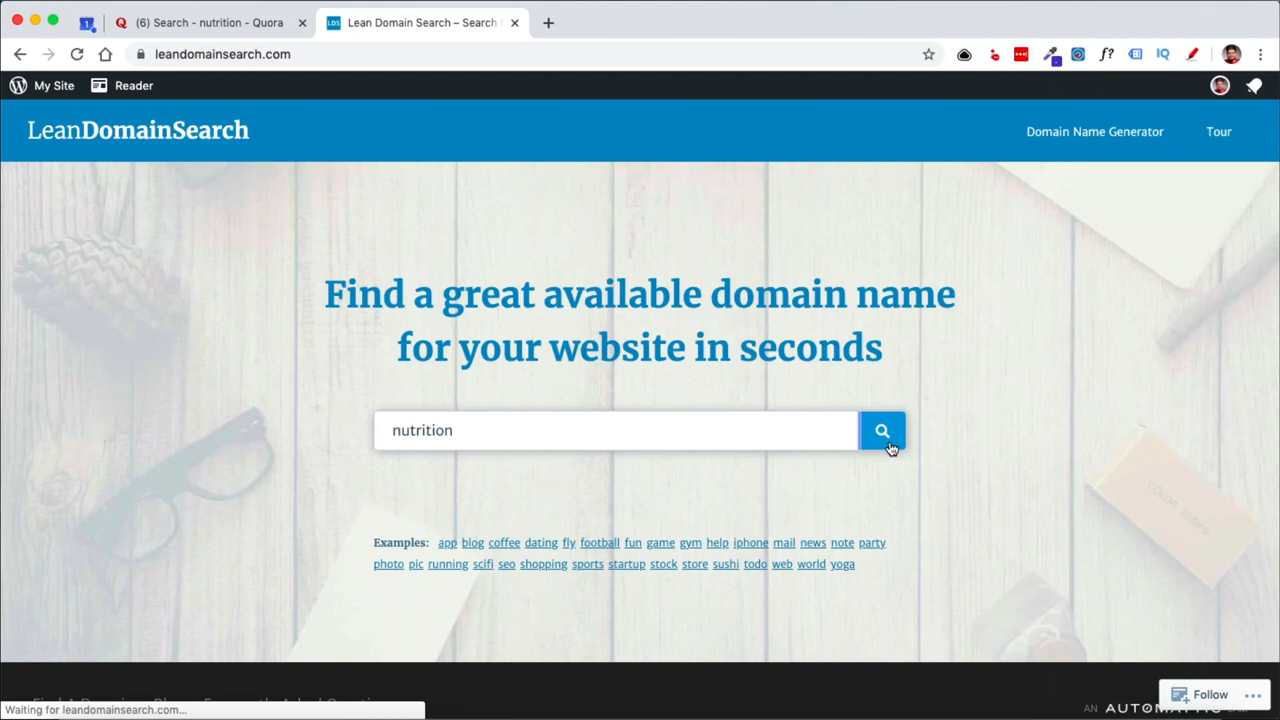 1
(6) Search - nutrition - Quora
LDS
Lean Domain Search – Search
leandomainsearch.com
f?
IQ
My Site
Reader
LeanDomainSearch
Domain Name Generator
Tour
Find a great available domain name
for your website in seconds
nutrition
Examples: app blog coffee dating fly football fun game gym help iphone mail news note party
photo pic running scifi seo shopping sports startup stock store sushi todo web world yoga
Follow
Waiting for leandomainsearch.com...
AN AUTOMATTIC